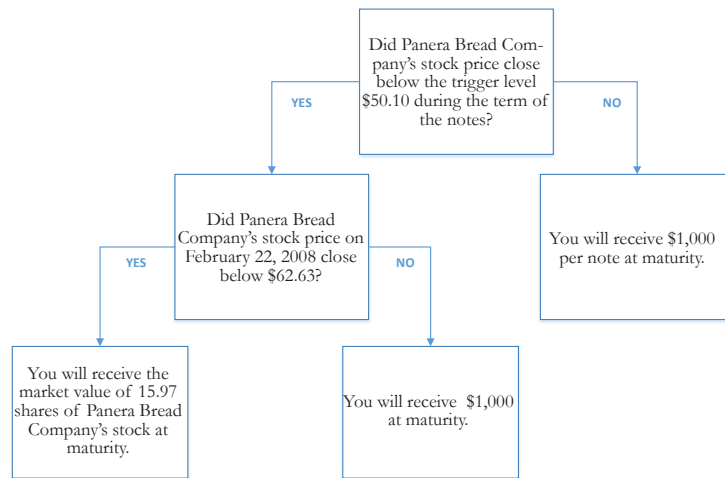 Did Panera Bread Com-
pany's stock price close
below the trigger level
$50.10 during the term of
the notes?
YES
NO
Did Panera Bread
Company's stock price on
February 22, 2008 close
below $62.63?
You will receive $1,000
per note at maturity.
YES
NO
You will receive the
market value of 15.97
shares of Panera Bread
Company's stock at
maturity.
You will receive $1,000
at maturity.